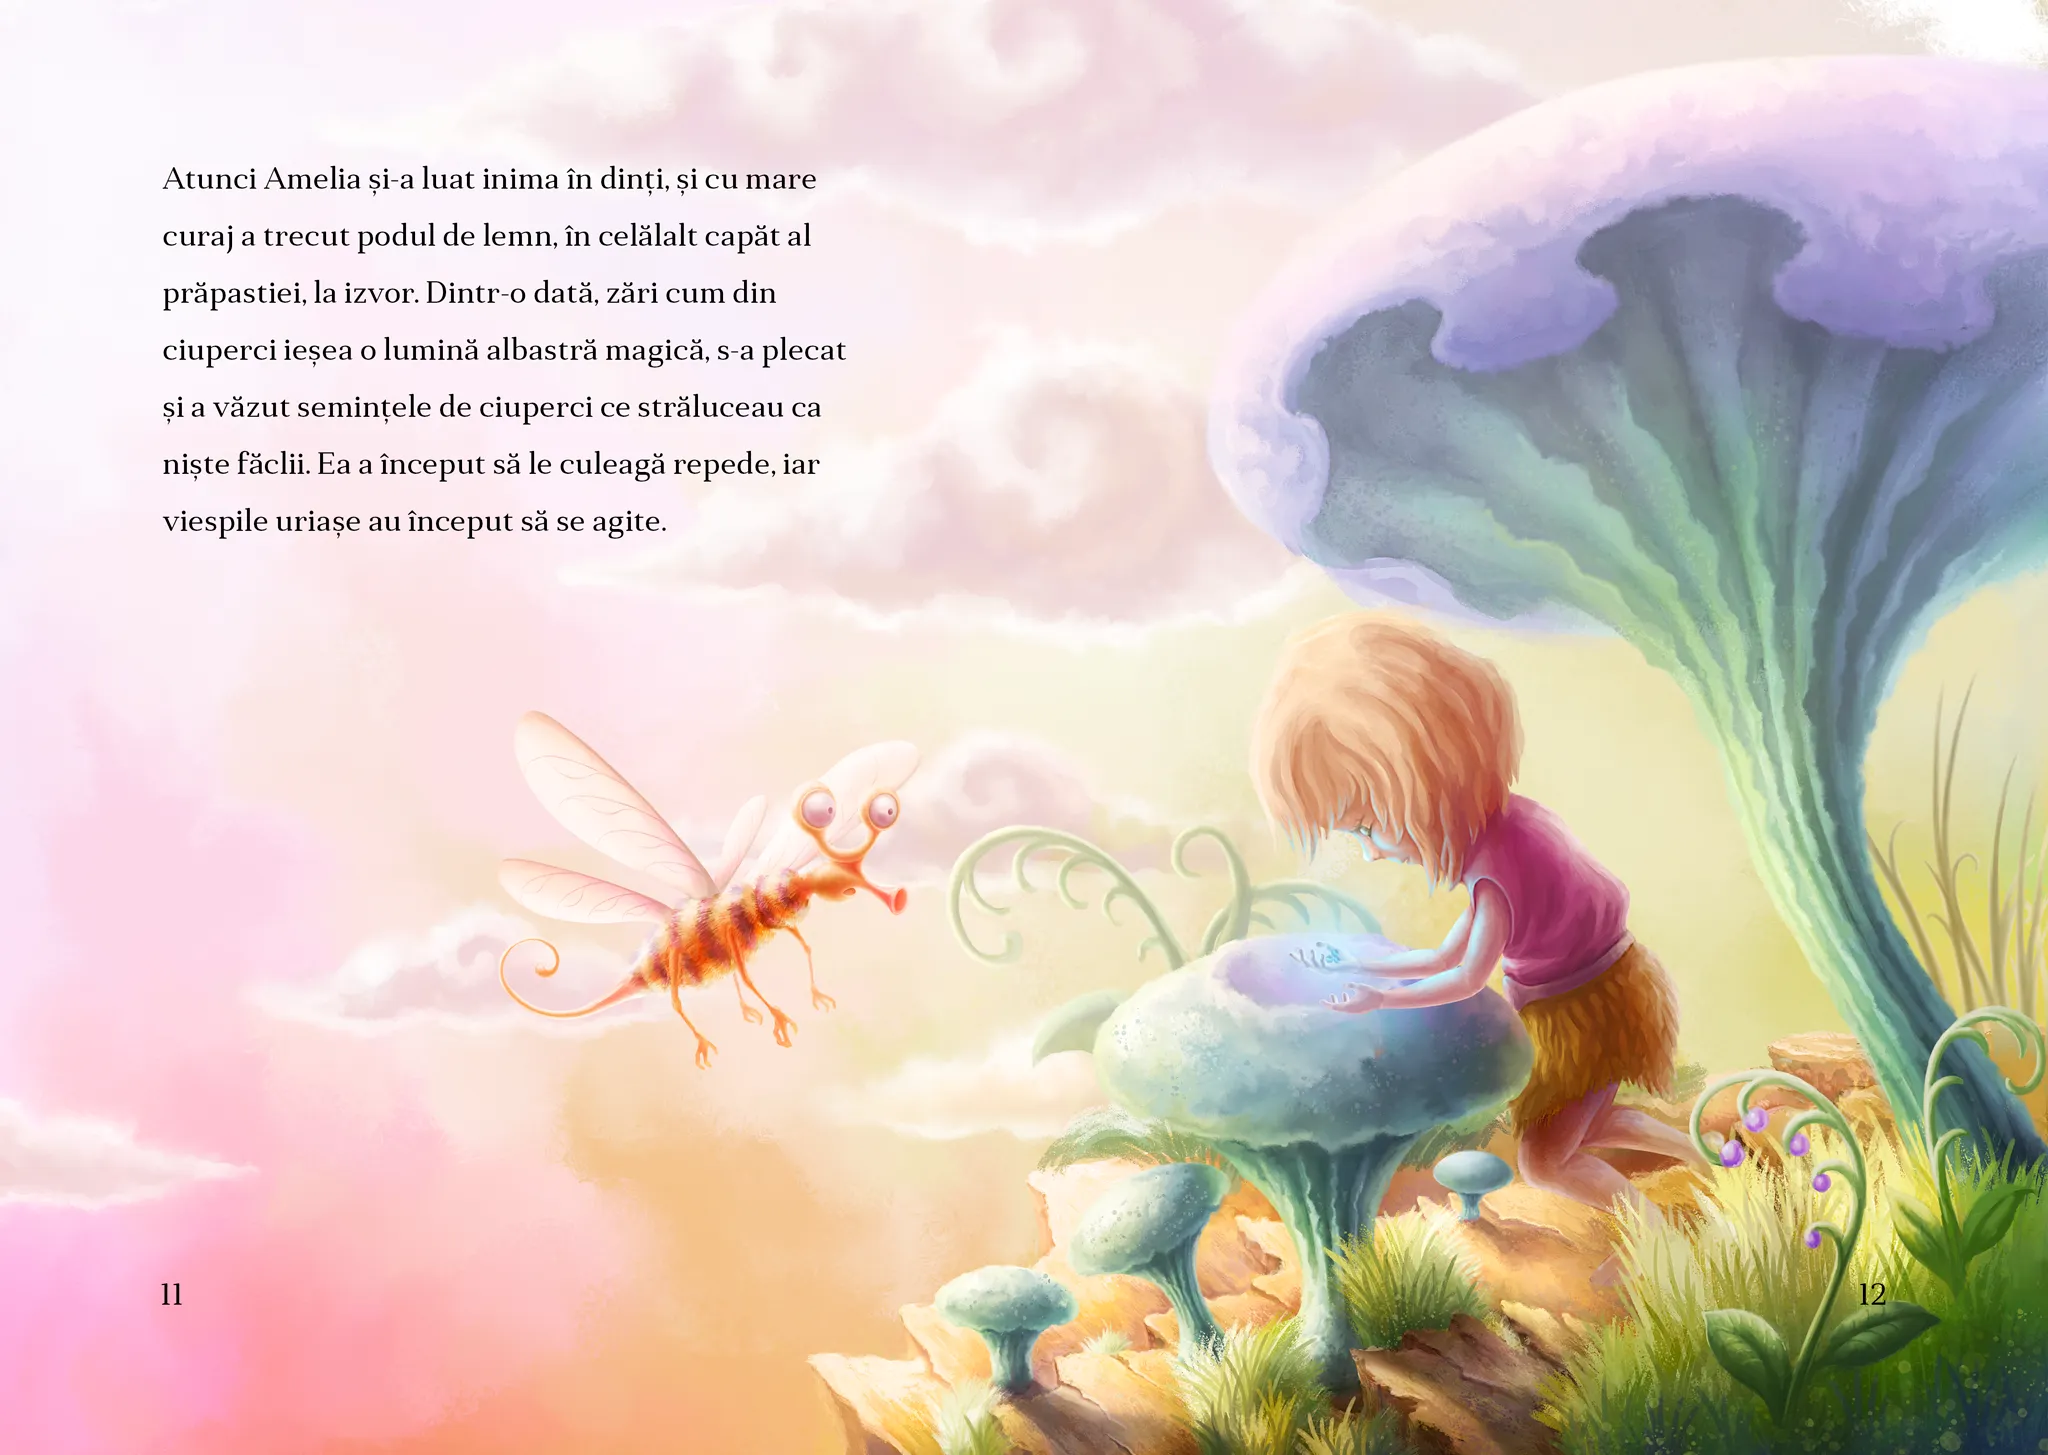 Atunci Amelia și-a luat inima în dinți, și cu mare
curaj a trecut podul de lemn, în celălalt capăt al
prăpastiei, la izvor. Dintr-o dată, zări cum din
ciuperci ieșea o lumină albastră magică, s-a plecat
și a văzut semințele de ciuperci ce străluceau ca
niște făclii. Ea a început să le culeagă repede, iar
viespile uriașe au început să se agite.
11
12